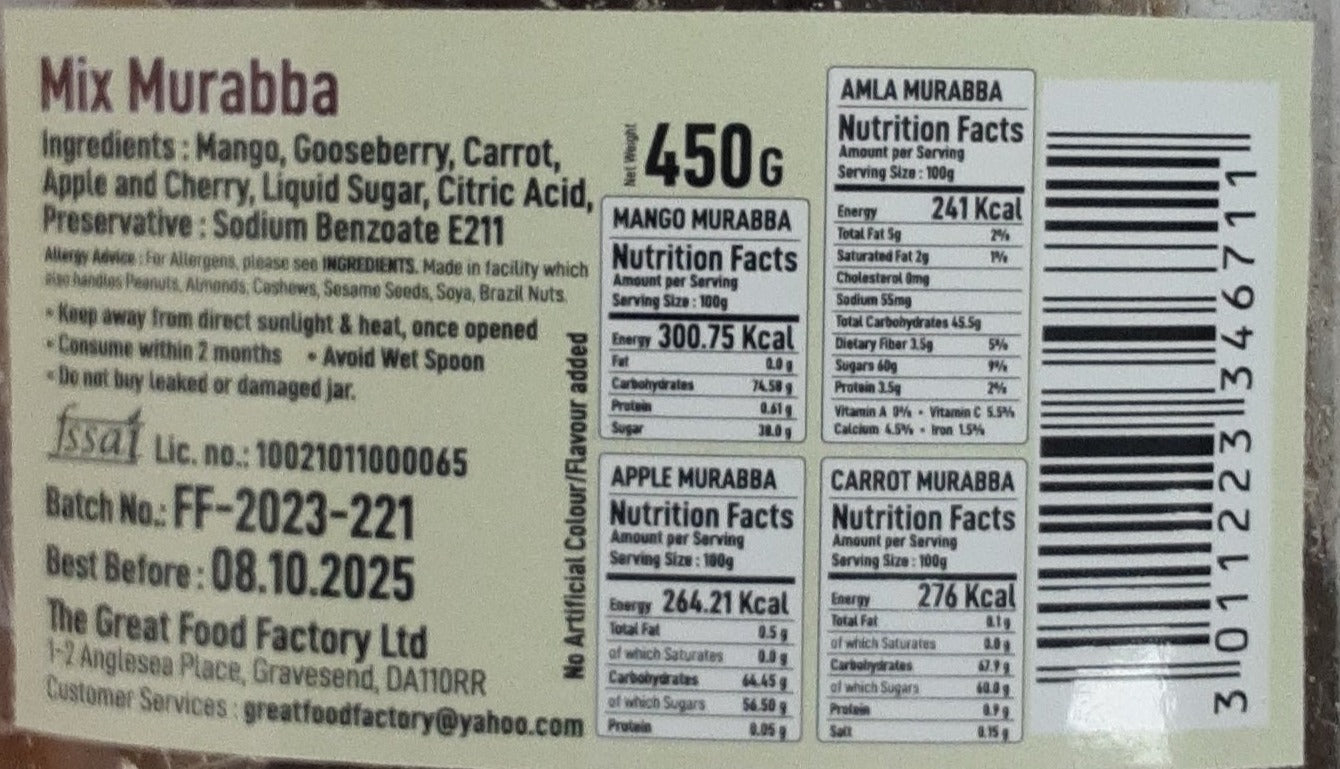 Mix Murabba
Ingredients : Mango, Gooseberry, Carrot,
Apple and Cherry, Liquid Sugar, Citric Acid,
Preservative : Sodium Benzoate E211
Allergy Advice : For Allergens, please see INGREDIENTS. Made in facility which
also handles Peanuts, Almonds, Cashews, Sesame Seeds, Soya, Brazil Nuts.
• Keep away from direct sunlight & heat, once opened
• Consume within 2 months • Avoid Wet Spoon
• Do not buy leaked or damaged jar.
fssai Lic. no.: 10021011000065
Batch No.: FF-2023-221
Best Before : 08.10.2025
The Great Food Factory Ltd
1-2 Anglesea Place, Gravesend, DA110RR
Customer Services : greatfoodfactory@yahoo.com
No Artificial Colour/Flavour added
Net Weight 450G
MANGO MURABBA
Nutrition Facts
Amount per Serving
Serving Size : 100g
Energy 300.75 Kcal
Fat 0.0 g
Carbohydrates 74.58 g
Protein 0.61 g
Sugar 38.0 g
AMLA MURABBA
Nutrition Facts
Amount per Serving
Serving Size : 100g
Energy 241 Kcal
Total Fat 5g 2%
Saturated Fat 2g 1%
Cholesterol 0mg
Sodium 55mg
Total Carbohydrates 45.5g
Dietary Fiber 3.5g 5%
Sugars 60g 9%
Protein 3.5g 2%
Vitamin A 0% • Vitamin C 5.5%
Calcium 4.5% • Iron 1.5%
APPLE MURABBA
Nutrition Facts
Amount per Serving
Serving Size : 100g
Energy 264.21 Kcal
Total Fat 0.5 g
of which Saturates 0.0 g
Carbohydrates 64.45 g
of which Sugars 56.50 g
Protein 0.05 g
CARROT MURABBA
Nutrition Facts
Amount per Serving
Serving Size : 100g
Energy 276 Kcal
Total Fat 0.1 g
of which Saturates 0.0 g
Carbohydrates 67.9 g
of which Sugars 60.0 g
Protein 0.9 g
Salt 0.15 g
3 011223 346711